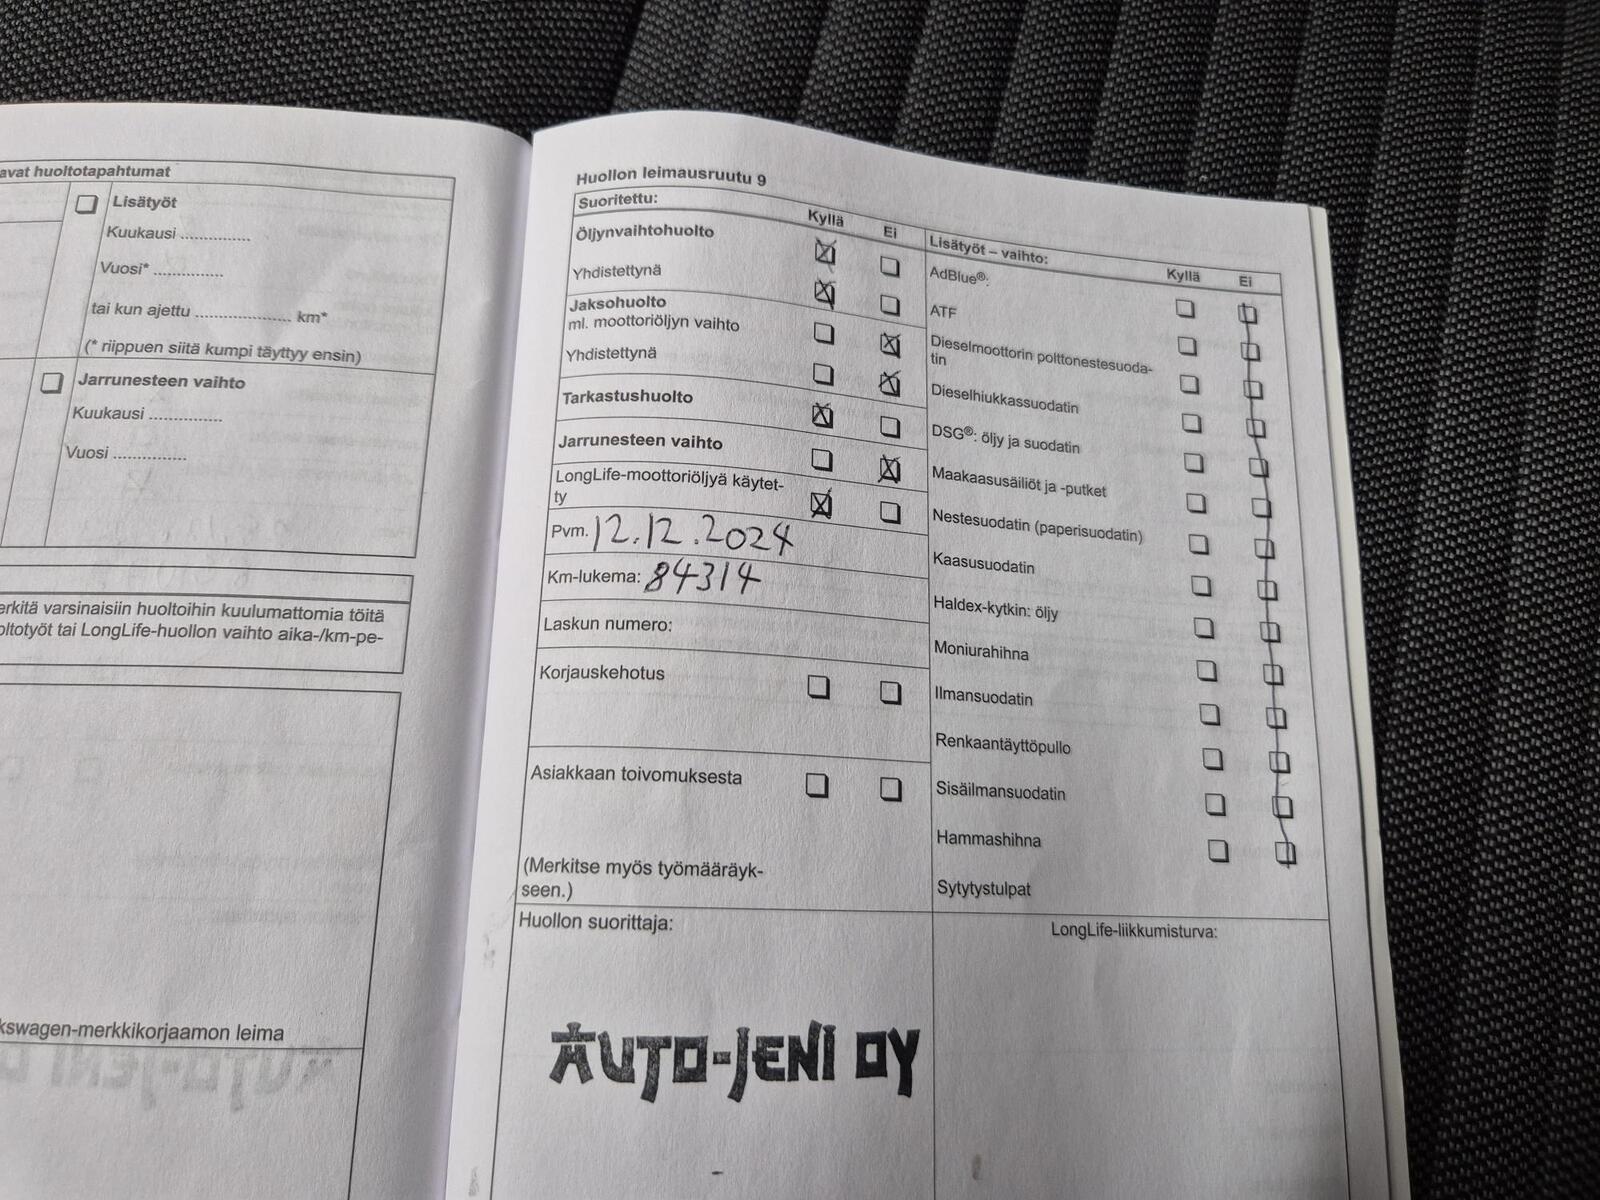 avat huoltotapahtumat
Lisätyöt
Kuukausi ..............
Vuosi* ..............
tai kun ajettu ................... km*
(* riippuen siitä kumpi täyttyy ensin)
Jarrunesteen vaihto
Kuukausi ..............
Vuosi ..............
erkitä varsinaisiin huoltoihin kuulumattomia töitä
oltotyöt tai LongLife-huollon vaihto aika-/km-pe-
kswagen-merkkikorjaamon leima
Huollon leimausruutu 9
Suoritettu:
Kyllä Ei
Öljynvaihtohuolto
Yhdistettynä
Jaksohuolto
ml. moottoriöljyn vaihto
Yhdistettynä
Tarkastushuolto
Jarrunesteen vaihto
LongLife-moottoriöljyä käytet-
ty
Pvm. 12.12.2024
Km-lukema: 84314
Laskun numero:
Korjauskehotus
Asiakkaan toivomuksesta
(Merkitse myös työmääräyk-
seen.)
Huollon suorittaja:
AUTO-JENI OY
Lisätyöt – vaihto:
Kyllä Ei
AdBlue®:
ATF
Dieselmoottorin polttonestesuoda-
tin
Dieselhiukkassuodatin
DSG®: öljy ja suodatin
Maakaasusäiliöt ja -putket
Nestesuodatin (paperisuodatin)
Kaasusuodatin
Haldex-kytkin: öljy
Moniurahihna
Ilmansuodatin
Renkaantäyttöpullo
Sisäilmansuodatin
Hammashihna
Sytytystulpat
LongLife-liikkumisturva: